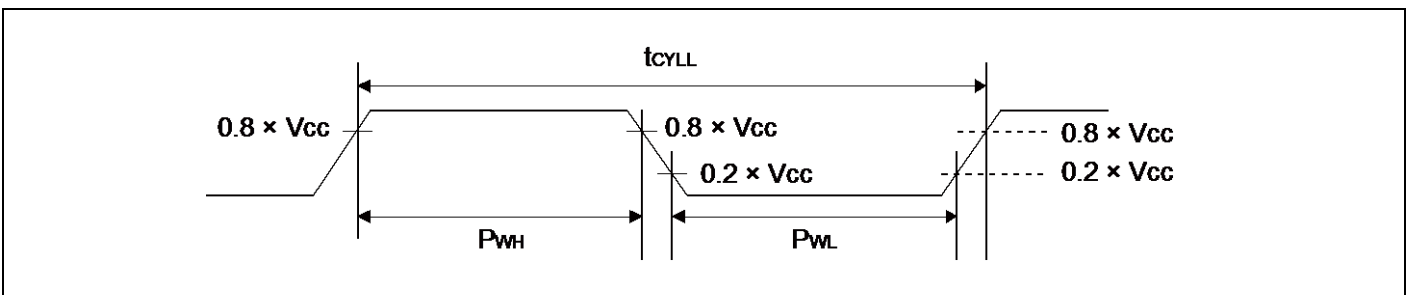 tCYLL
0.8 × VCC
0.8 × VCC
0.8 × VCC
0.2 × VCC
0.2 × VCC
PWH
PWL